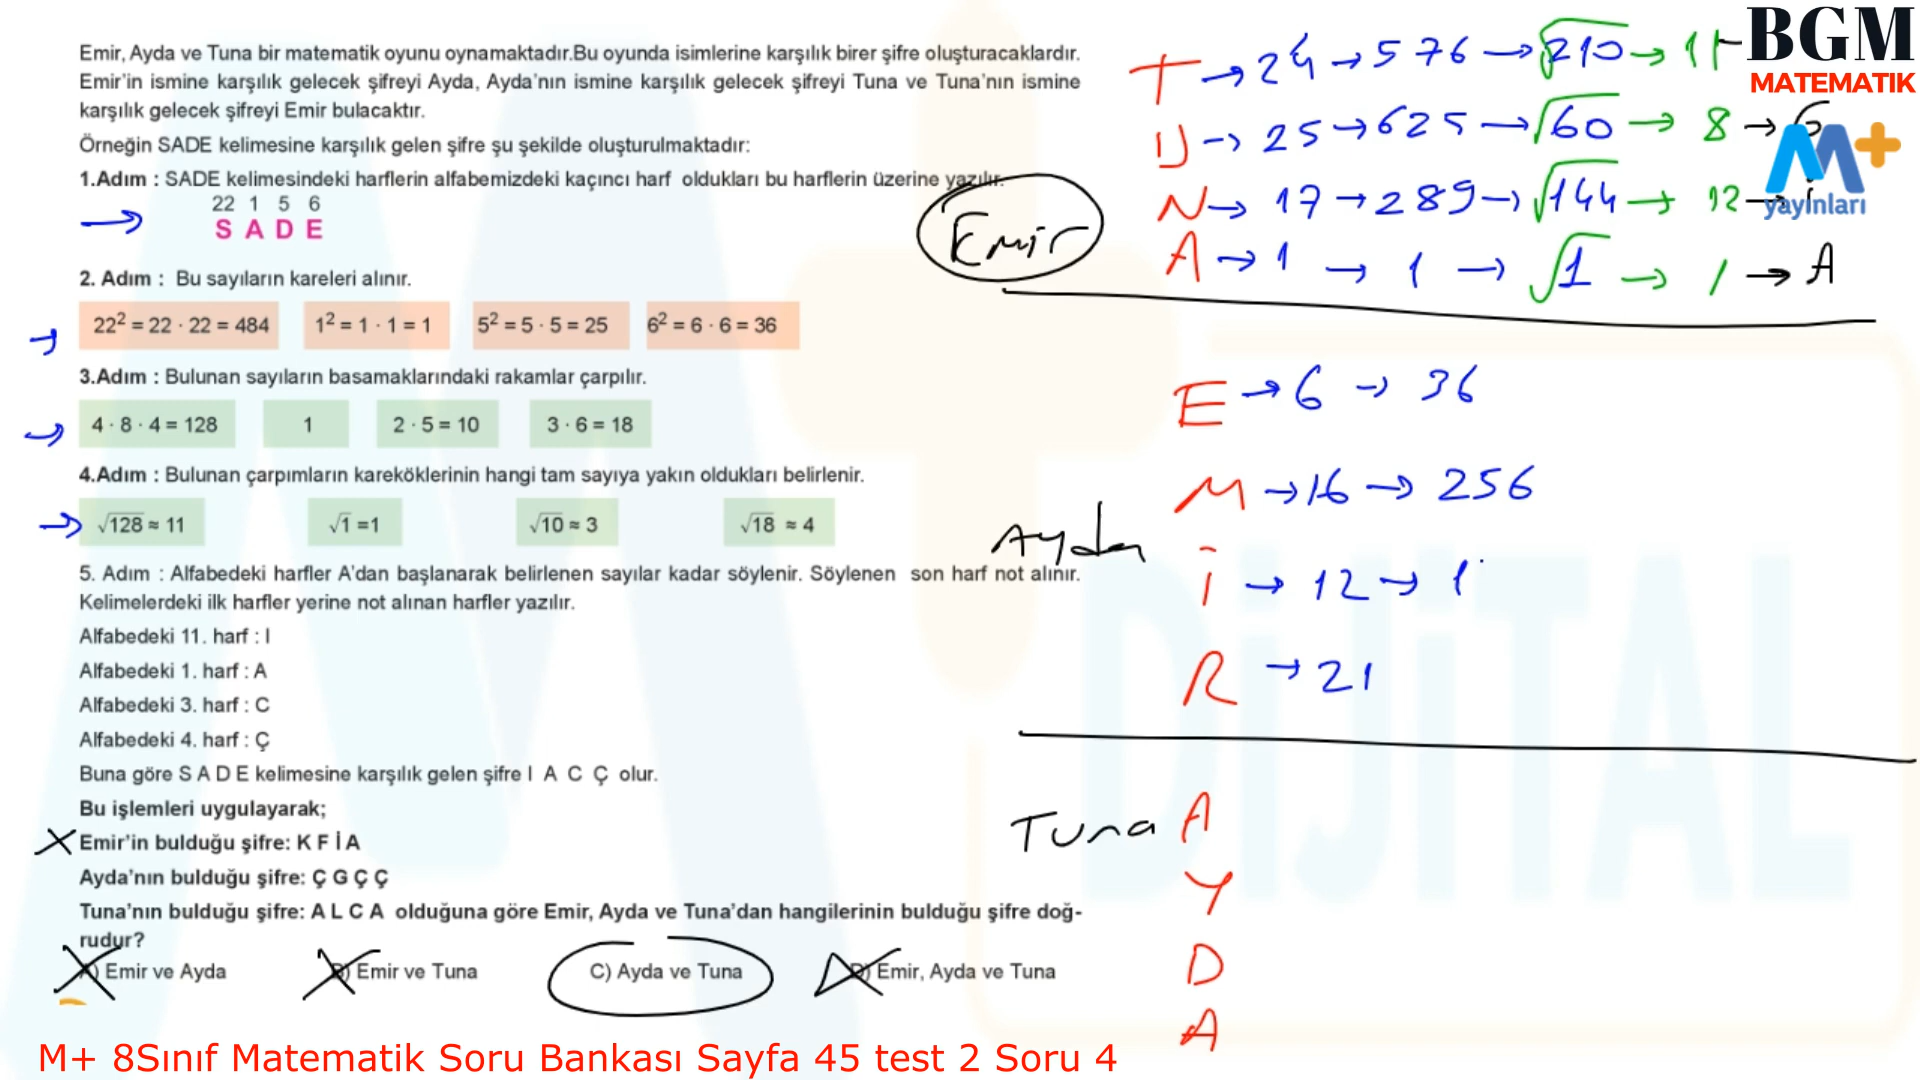 Emir, Ayda ve Tuna bir matematik oyunu oynamaktadır.Bu oyunda isimlerine karşılık birer şifre oluşturacaklardır.
Emir'in ismine karşılık gelecek şifreyi Ayda, Ayda'nın ismine karşılık gelecek şifreyi Tuna ve Tuna'nın ismine
karşılık gelecek şifreyi Emir bulacaktır.
Örneğin SADE kelimesine karşılık gelen şifre şu şekilde oluşturulmaktadır:
1.Adım : SADE kelimesindeki harflerin alfabemizdeki kaçıncı harf oldukları bu harflerin üzerine yazılır.
22 1 5 6
S A D E
2. Adım : Bu sayıların kareleri alınır.
22² = 22 · 22 = 484 1² = 1 · 1 = 1 5² = 5 · 5 = 25 6² = 6 · 6 = 36
3.Adım : Bulunan sayıların basamaklarındaki rakamlar çarpılır.
4 · 8 · 4 = 128 1 2 · 5 = 10 3 · 6 = 18
4.Adım : Bulunan çarpımların kareköklerinin hangi tam sayıya yakın oldukları belirlenir.
√128 ≈ 11 √1 =1 √10 ≈ 3 √18 ≈ 4
5. Adım : Alfabedeki harfler A'dan başlanarak belirlenen sayılar kadar söylenir. Söylenen son harf not alınır.
Kelimelerdeki ilk harfler yerine not alınan harfler yazılır.
Alfabedeki 11. harf : I
Alfabedeki 1. harf : A
Alfabedeki 3. harf : C
Alfabedeki 4. harf : Ç
Buna göre S A D E kelimesine karşılık gelen şifre I A C Ç olur.
Bu işlemleri uygulayarak;
Emir'in bulduğu şifre: K F İ A
Ayda'nın bulduğu şifre: Ç G Ç Ç
Tuna'nın bulduğu şifre: A L C A olduğuna göre Emir, Ayda ve Tuna'dan hangilerinin bulduğu şifre doğ-
rudur?
A) Emir ve Ayda B) Emir ve Tuna C) Ayda ve Tuna D) Emir, Ayda ve Tuna
M+ 8Sınıf Matematik Soru Bankası Sayfa 45 test 2 Soru 4
BGM
MATEMATIK
M+
yayınları
DİJİTAL
Emir
T → 24 → 576 → √210 → 11
U → 25 → 625 → √60 → 8 →
N → 17 → 289 → √144 → 12 →
A → 1 → 1 → √1 → 1 → A
Ayda
E → 6 → 36
M → 16 → 256
İ → 12 → 1
R → 21
Tuna
A
Y
D
A